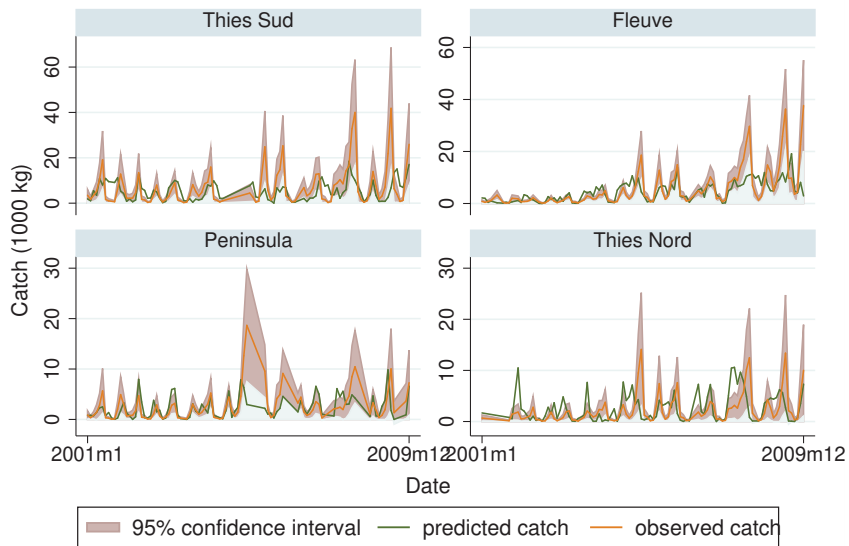 Thies Sud
Fleuve
60
40
20
0
60
40
20
0
Peninsula
Thies Nord
30
20
10
0
30
20
10
0
Catch (1000 kg)
2001m1
2009m12
2001m1
2009m12
Date
95% confidence interval
predicted catch
observed catch